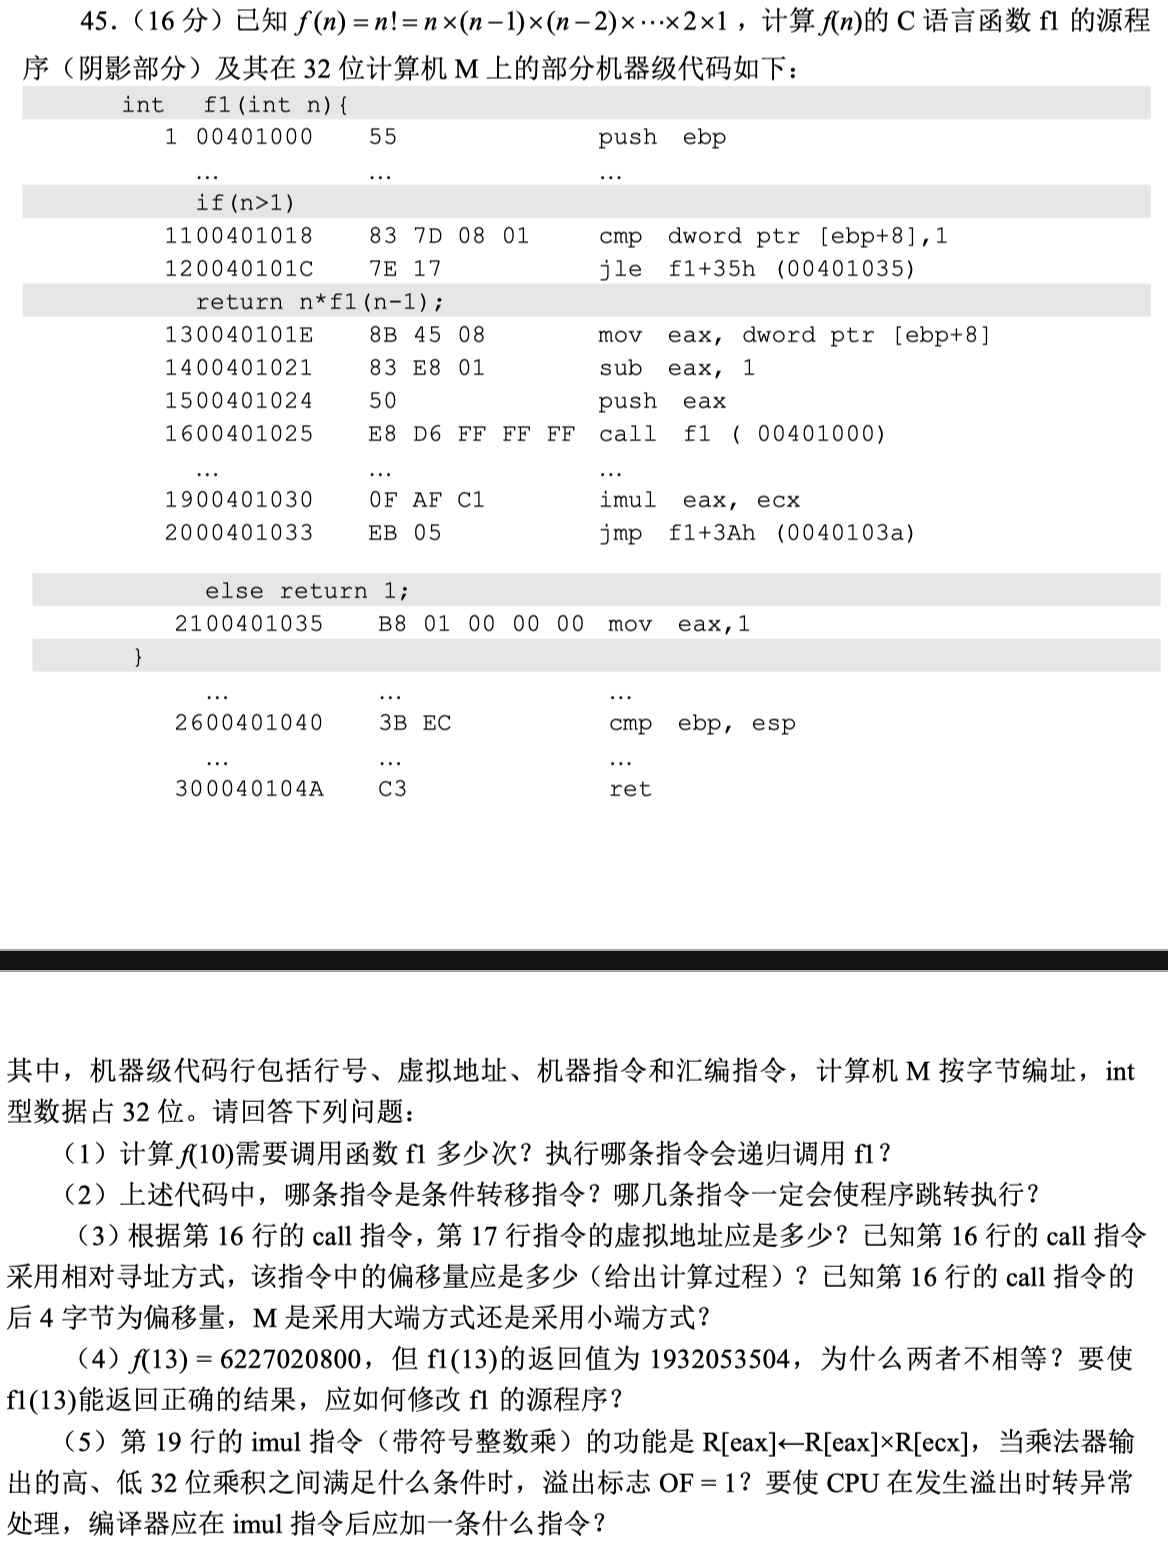 45.（16 分）已知 f(n)=n!=n×(n−1)×(n−2)×⋯×2×1，计算 f(n)的 C 语言函数 f1 的源程
序（阴影部分）及其在 32 位计算机 M 上的部分机器级代码如下：
int f1(int n){
1 00401000 55 push ebp
… … …
if(n>1)
1100401018 83 7D 08 01 cmp dword ptr [ebp+8],1
120040101C 7E 17 jle f1+35h (00401035)
return n*f1(n-1);
130040101E 8B 45 08 mov eax, dword ptr [ebp+8]
1400401021 83 E8 01 sub eax, 1
1500401024 50 push eax
1600401025 E8 D6 FF FF FF call f1 ( 00401000)
… … …
1900401030 0F AF C1 imul eax, ecx
2000401033 EB 05 jmp f1+3Ah (0040103a)
else return 1;
2100401035 B8 01 00 00 00 mov eax,1
}
… … …
2600401040 3B EC cmp ebp, esp
… … …
300040104A C3 ret
其中，机器级代码行包括行号、虚拟地址、机器指令和汇编指令，计算机 M 按字节编址，int
型数据占 32 位。请回答下列问题：
（1）计算 f(10)需要调用函数 f1 多少次？执行哪条指令会递归调用 f1？
（2）上述代码中，哪条指令是条件转移指令？哪几条指令一定会使程序跳转执行？
（3）根据第 16 行的 call 指令，第 17 行指令的虚拟地址应是多少？已知第 16 行的 call 指令
采用相对寻址方式，该指令中的偏移量应是多少（给出计算过程）？已知第 16 行的 call 指令的
后 4 字节为偏移量，M 是采用大端方式还是采用小端方式？
（4）f(13) = 6227020800，但 f1(13)的返回值为 1932053504，为什么两者不相等？要使
f1(13)能返回正确的结果，应如何修改 f1 的源程序？
（5）第 19 行的 imul 指令（带符号整数乘）的功能是 R[eax]←R[eax]×R[ecx]，当乘法器输
出的高、低 32 位乘积之间满足什么条件时，溢出标志 OF = 1？要使 CPU 在发生溢出时转异常
处理，编译器应在 imul 指令后应加一条什么指令？